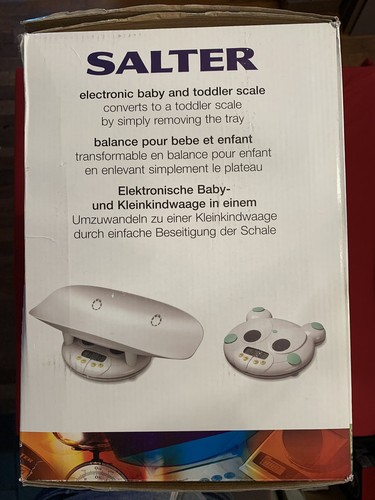 SALTER
electronic baby and toddler scale
converts to a toddler scale
by simply removing the tray
balance pour bebe et enfant
transformable en balance pour enfant
en enlevant simplement le plateau
Elektronische Baby-
und Kleinkindwaage in einem
Umzuwandeln zu einer Kleinkindwaage
durch einfache Beseitigung der Schale